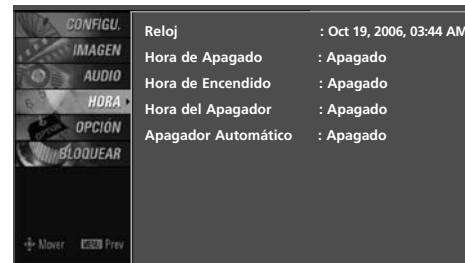 CONFIGU.
IMAGEN
AUDIO
HORA
OPCIÓN
BLOQUEAR
Mover MENU Prev
Reloj : Oct 19, 2006, 03:44 AM
Hora de Apagado : Apagado
Hora de Encendido : Apagado
Hora del Apagador : Apagado
Apagador Automático : Apagado